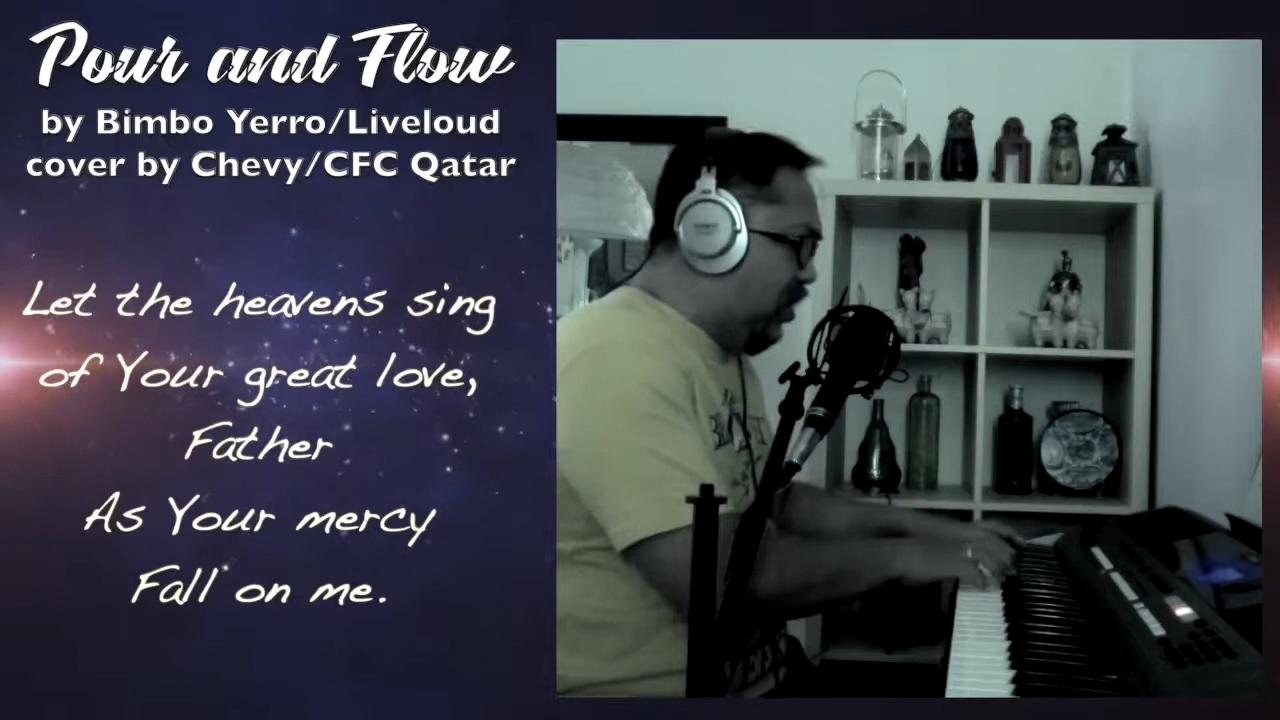 Pour and Flow
by Bimbo Yerro/Liveloud
cover by Chevy/CFC Qatar
Let the heavens sing
of Your great love,
Father
As Your mercy
Fall on me.